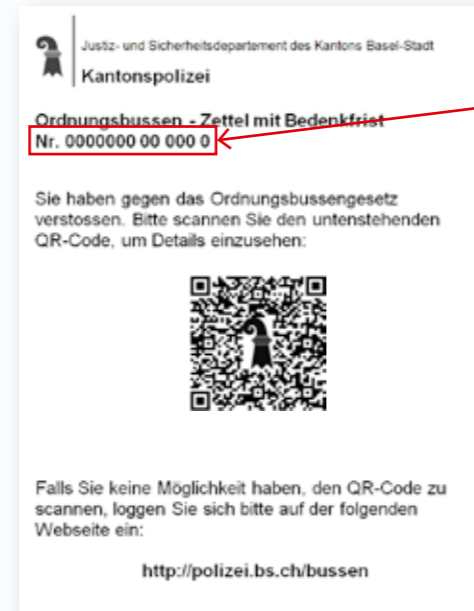 Justiz- und Sicherheitsdepartement des Kantons Basel-Stadt
Kantonspolizei
Ordnungsbussen - Zettel mit Bedenkfrist
Nr. 0000000 00 000 0
Sie haben gegen das Ordnungsbussengesetz
verstossen. Bitte scannen Sie den untenstehenden
QR-Code, um Details einzusehen:
Falls Sie keine Möglichkeit haben, den QR-Code zu
scannen, loggen Sie sich bitte auf der folgenden
Webseite ein:
http://polizei.bs.ch/bussen